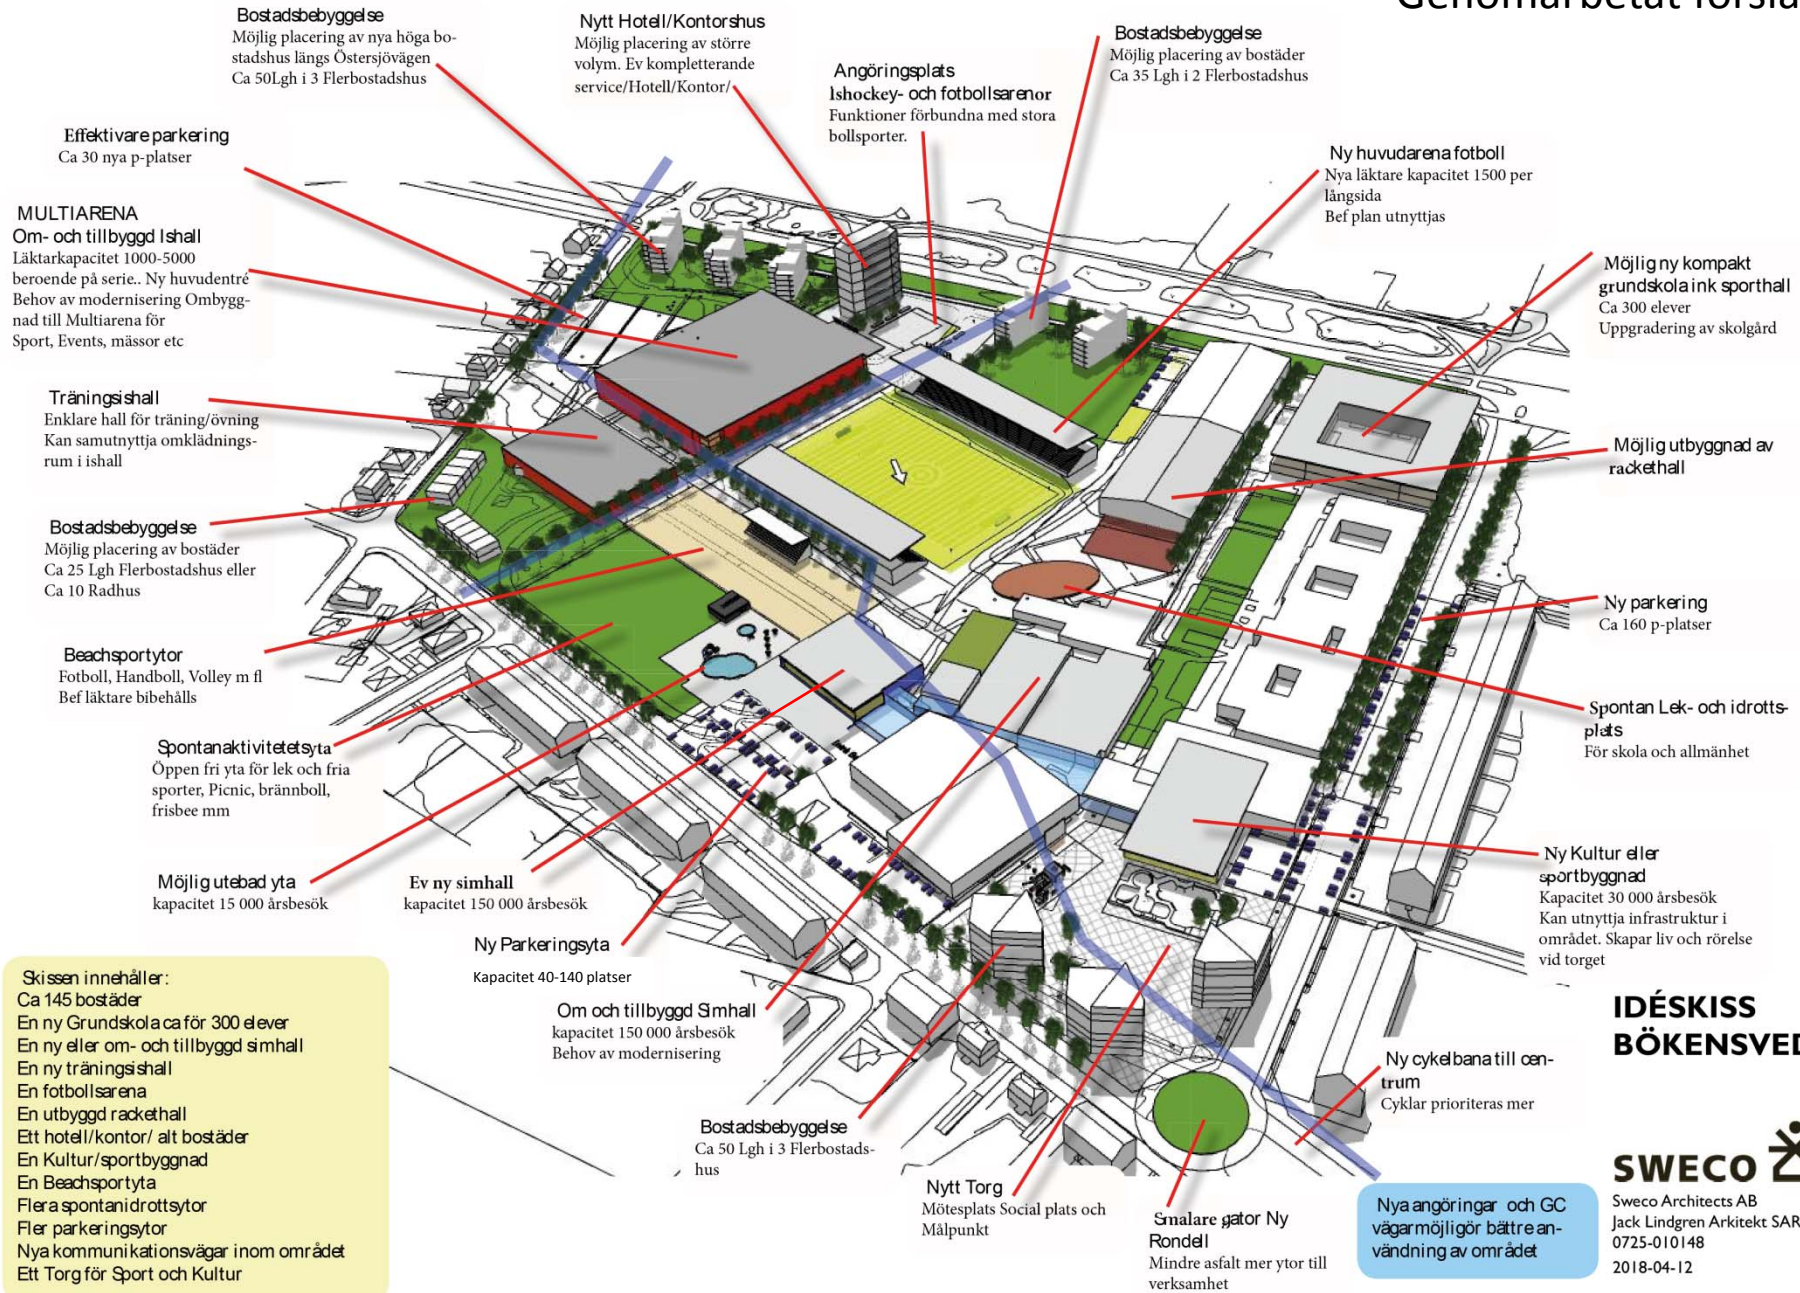 Genomarbetat försla
Bostadsbebyggelse
Möjlig placering av nya höga bo-
stadshus längs Östersjövägen
Ca 50Lgh i 3 Flerbostadshus
Nytt Hotell/Kontorshus
Möjlig placering av större
volym. Ev kompletterande
service/Hotell/Kontor/
Angöringsplats
Ishockey- och fotbollsarenor
Funktioner förbundna med stora
bollsporter.
Bostadsbebyggelse
Möjlig placering av bostäder
Ca 35 Lgh i 2 Flerbostadshus
Effektivare parkering
Ca 30 nya p-platser
Ny huvudarena fotboll
Nya läktare kapacitet 1500 per
långsida
Bef plan utnyttjas
MULTIARENA
Om- och tillbyggd Ishall
Läktarkapacitet 1000-5000
beroende på serie.. Ny huvudentré
Behov av modernisering Ombygg-
nad till Multiarena för
Sport, Events, mässor etc
Möjlig ny kompakt
grundskola ink sporthall
Ca 300 elever
Uppgradering av skolgård
Träningsishall
Enklare hall för träning/övning
Kan samutnyttja omklädnings-
rum i ishall
Möjlig utbyggnad av
rackethall
Bostadsbebyggelse
Möjlig placering av bostäder
Ca 25 Lgh Flerbostadshus eller
Ca 10 Radhus
Ny parkering
Ca 160 p-platser
Beachsportytor
Fotboll, Handboll, Volley m fl
Bef läktare bibehålls
Spontan Lek- och idrotts-
plats
För skola och allmänhet
Spontanaktivitetetsyta
Öppen fri yta för lek och fria
sporter, Picnic, brännboll,
frisbee mm
Möjlig utebad yta
kapacitet 15 000 årsbesök
Ev ny simhall
kapacitet 150 000 årsbesök
Ny Kultur eller
sportbyggnad
Kapacitet 30 000 årsbesök
Kan utnyttja infrastruktur i
området. Skapar liv och rörelse
vid torget
Ny Parkeringsyta
Kapacitet 40-140 platser
Om och tillbyggd Simhall
kapacitet 150 000 årsbesök
Behov av modernisering
Skissen innehåller:
Ca 145 bostäder
En ny Grundskola ca för 300 elever
En ny eller om- och tillbyggd simhall
En ny träningsishall
En fotbollsarena
En utbyggd rackethall
Ett hotell/kontor/ alt bostäder
En Kultur/sportbyggnad
En Beachsportyta
Flera spontanidrottsytor
Fler parkeringsytor
Nya kommunikationsvägar inom området
Ett Torg för Sport och Kultur
Bostadsbebyggelse
Ca 50 Lgh i 3 Flerbostads-
hus
Nytt Torg
Mötesplats Social plats och
Målpunkt
Smalare gator Ny
Rondell
Mindre asfalt mer ytor till
verksamhet
Ny cykelbana till cen-
trum
Cyklar prioriteras mer
Nya angöringar och GC
vägar möjligör bättre an-
vändning av området
IDÉSKISS
BÖKENSVED
SWECO
Sweco Architects AB
Jack Lindgren Arkitekt SAR
0725-010148
2018-04-12